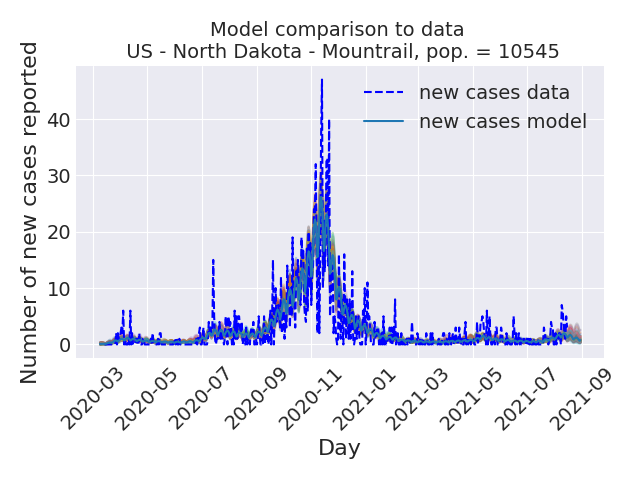 Model comparison to data
US - North Dakota - Mountrail, pop. = 10545
Number of new cases reported
new cases data
new cases model
40
30
20
10
0
2020-03
2020-05
2020-07
2020-09
2020-11
2021-01
2021-03
2021-05
2021-07
2021-09
Day